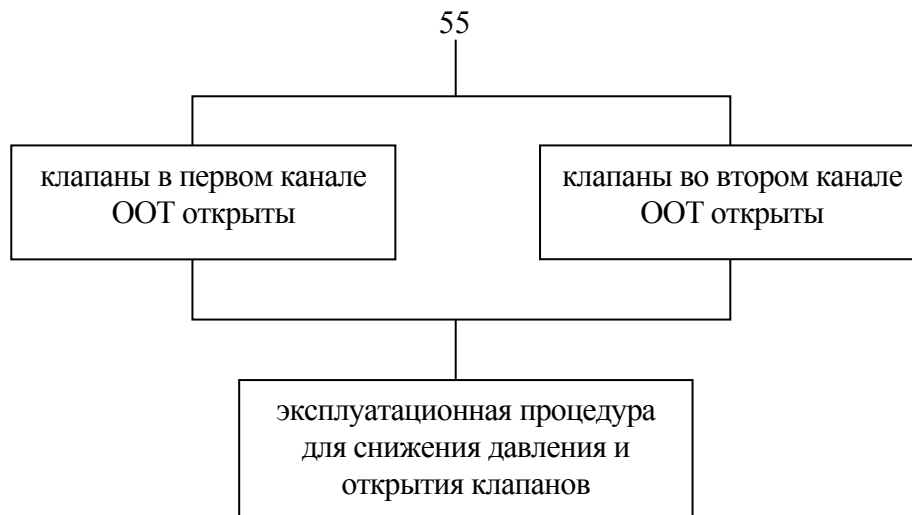 55
клапаны в первом канале
ООТ открыты
клапаны во втором канале
ООТ открыты
эксплуатационная процедура
для снижения давления и
открытия клапанов